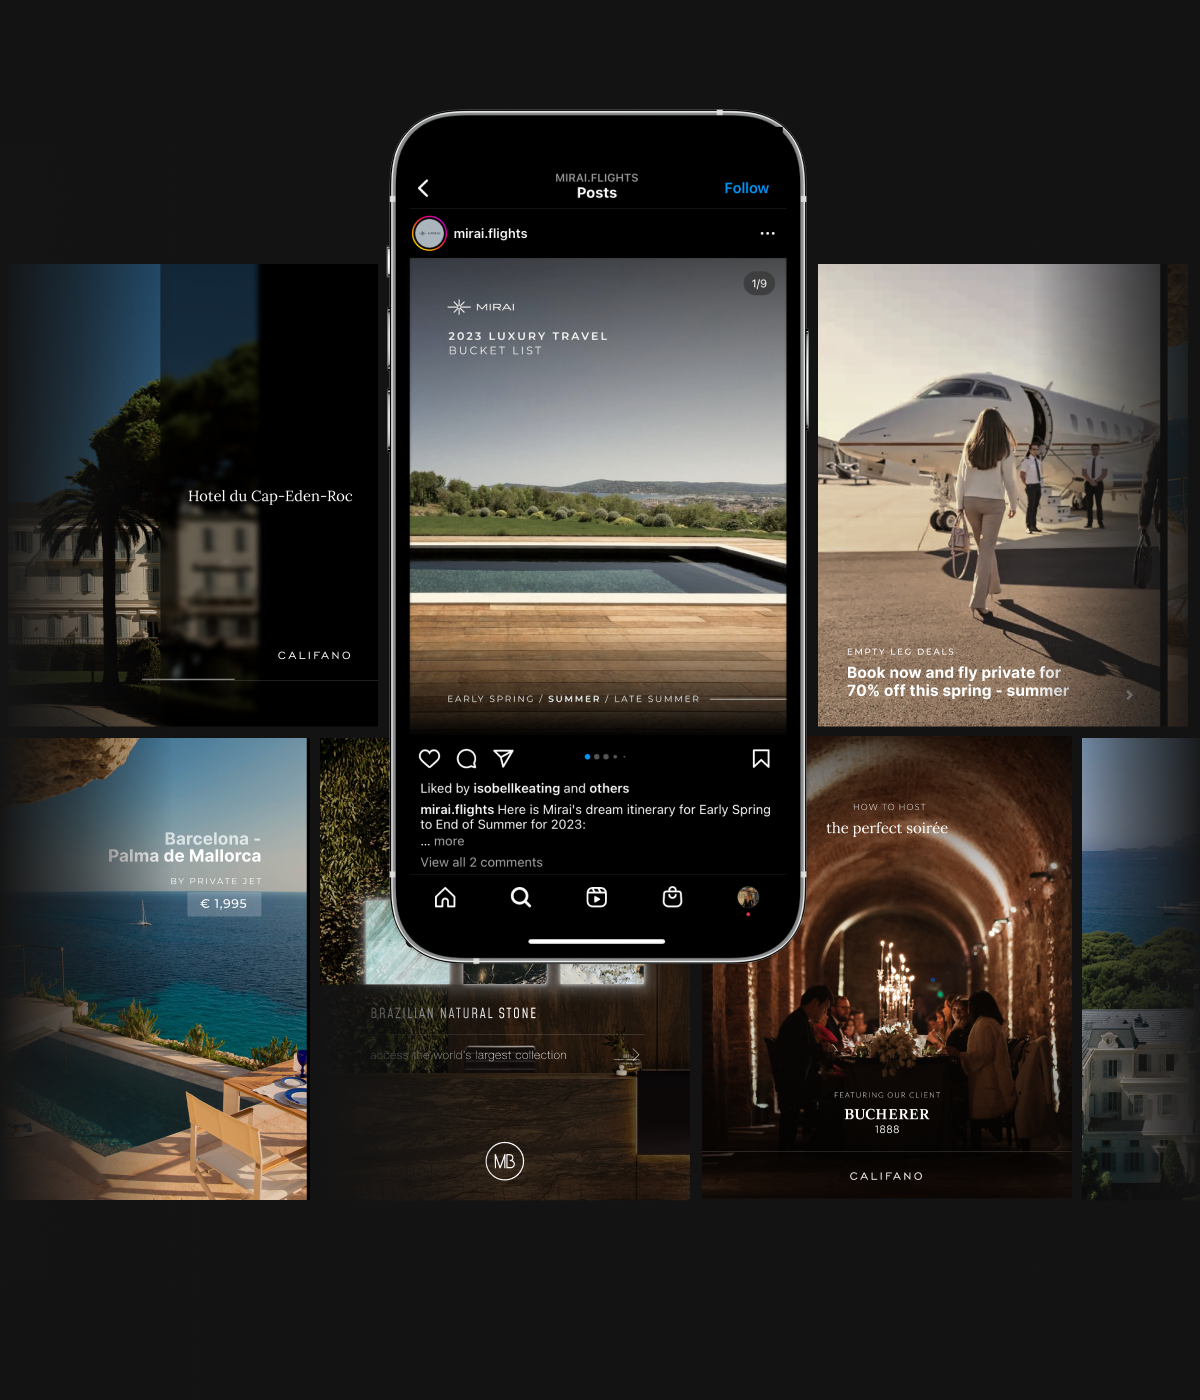 MIRAI.FLIGHTS
Posts
Follow
mirai.flights
1/9
MIRAI
2023 LUXURY TRAVEL
BUCKET LIST
EARLY SPRING / SUMMER / LATE SUMMER
Liked by isobellkeating and others
mirai.flights Here is Mirai's dream itinerary for Early Spring
to End of Summer for 2023:
... more
View all 2 comments
Hotel du Cap-Eden-Roc
CALIFANO
EMPTY LEG DEALS
Book now and fly private for
70% off this spring - summer
Barcelona -
Palma de Mallorca
BY PRIVATE JET
€ 1,995
BRAZILIAN NATURAL STONE
access the world's largest collection
MB
HOW TO HOST
the perfect soirée
FEATURING OUR CLIENT
BUCHERER
1888
CALIFANO